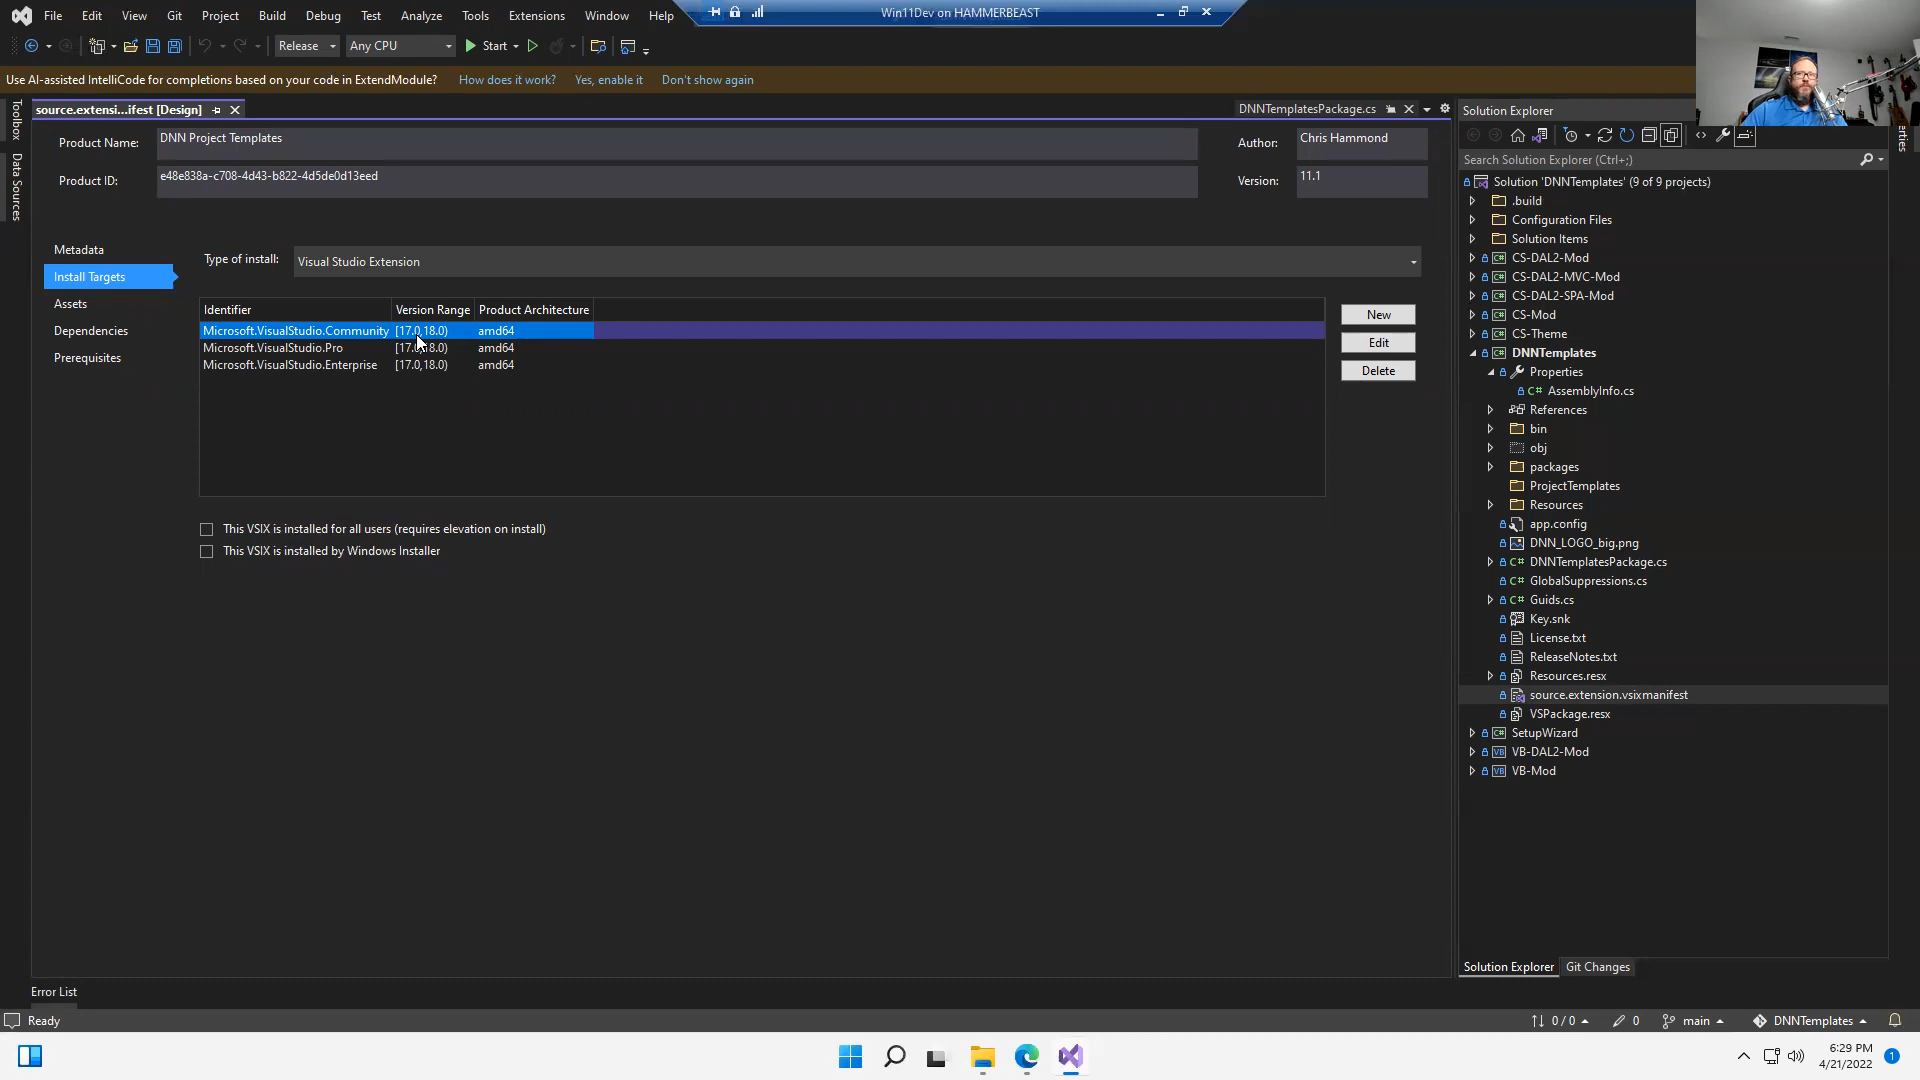 File Edit View Git Project Build Debug Test Analyze Tools Extensions Window Help
Win11Dev on HAMMERBEAST
Release Any CPU Start
Use AI-assisted IntelliCode for completions based on your code in ExtendModule? How does it work? Yes, enable it Don't show again
Toolbox
Data Sources
source.extensi...ifest [Design]
DNNTemplatesPackage.cs
Product Name: DNN Project Templates
Author: Chris Hammond
Product ID: e48e838a-c708-4d43-b822-4d5de0d13eed
Version: 11.1
Metadata
Install Targets
Assets
Dependencies
Prerequisites
Type of install: Visual Studio Extension
Identifier Version Range Product Architecture
Microsoft.VisualStudio.Community [17.0,18.0) amd64
Microsoft.VisualStudio.Pro [17.0,18.0) amd64
Microsoft.VisualStudio.Enterprise [17.0,18.0) amd64
New
Edit
Delete
This VSIX is installed for all users (requires elevation on install)
This VSIX is installed by Windows Installer
Solution Explorer
Search Solution Explorer (Ctrl+;)
Solution 'DNNTemplates' (9 of 9 projects)
.build
Configuration Files
Solution Items
CS-DAL2-Mod
CS-DAL2-MVC-Mod
CS-DAL2-SPA-Mod
CS-Mod
CS-Theme
DNNTemplates
Properties
AssemblyInfo.cs
References
bin
obj
packages
ProjectTemplates
Resources
app.config
DNN_LOGO_big.png
DNNTemplatesPackage.cs
GlobalSuppressions.cs
Guids.cs
Key.snk
License.txt
ReleaseNotes.txt
Resources.resx
source.extension.vsixmanifest
VSPackage.resx
SetupWizard
VB-DAL2-Mod
VB-Mod
Solution Explorer Git Changes
Error List
Ready
0 / 0 0 main DNNTemplates
6:29 PM
4/21/2022
1